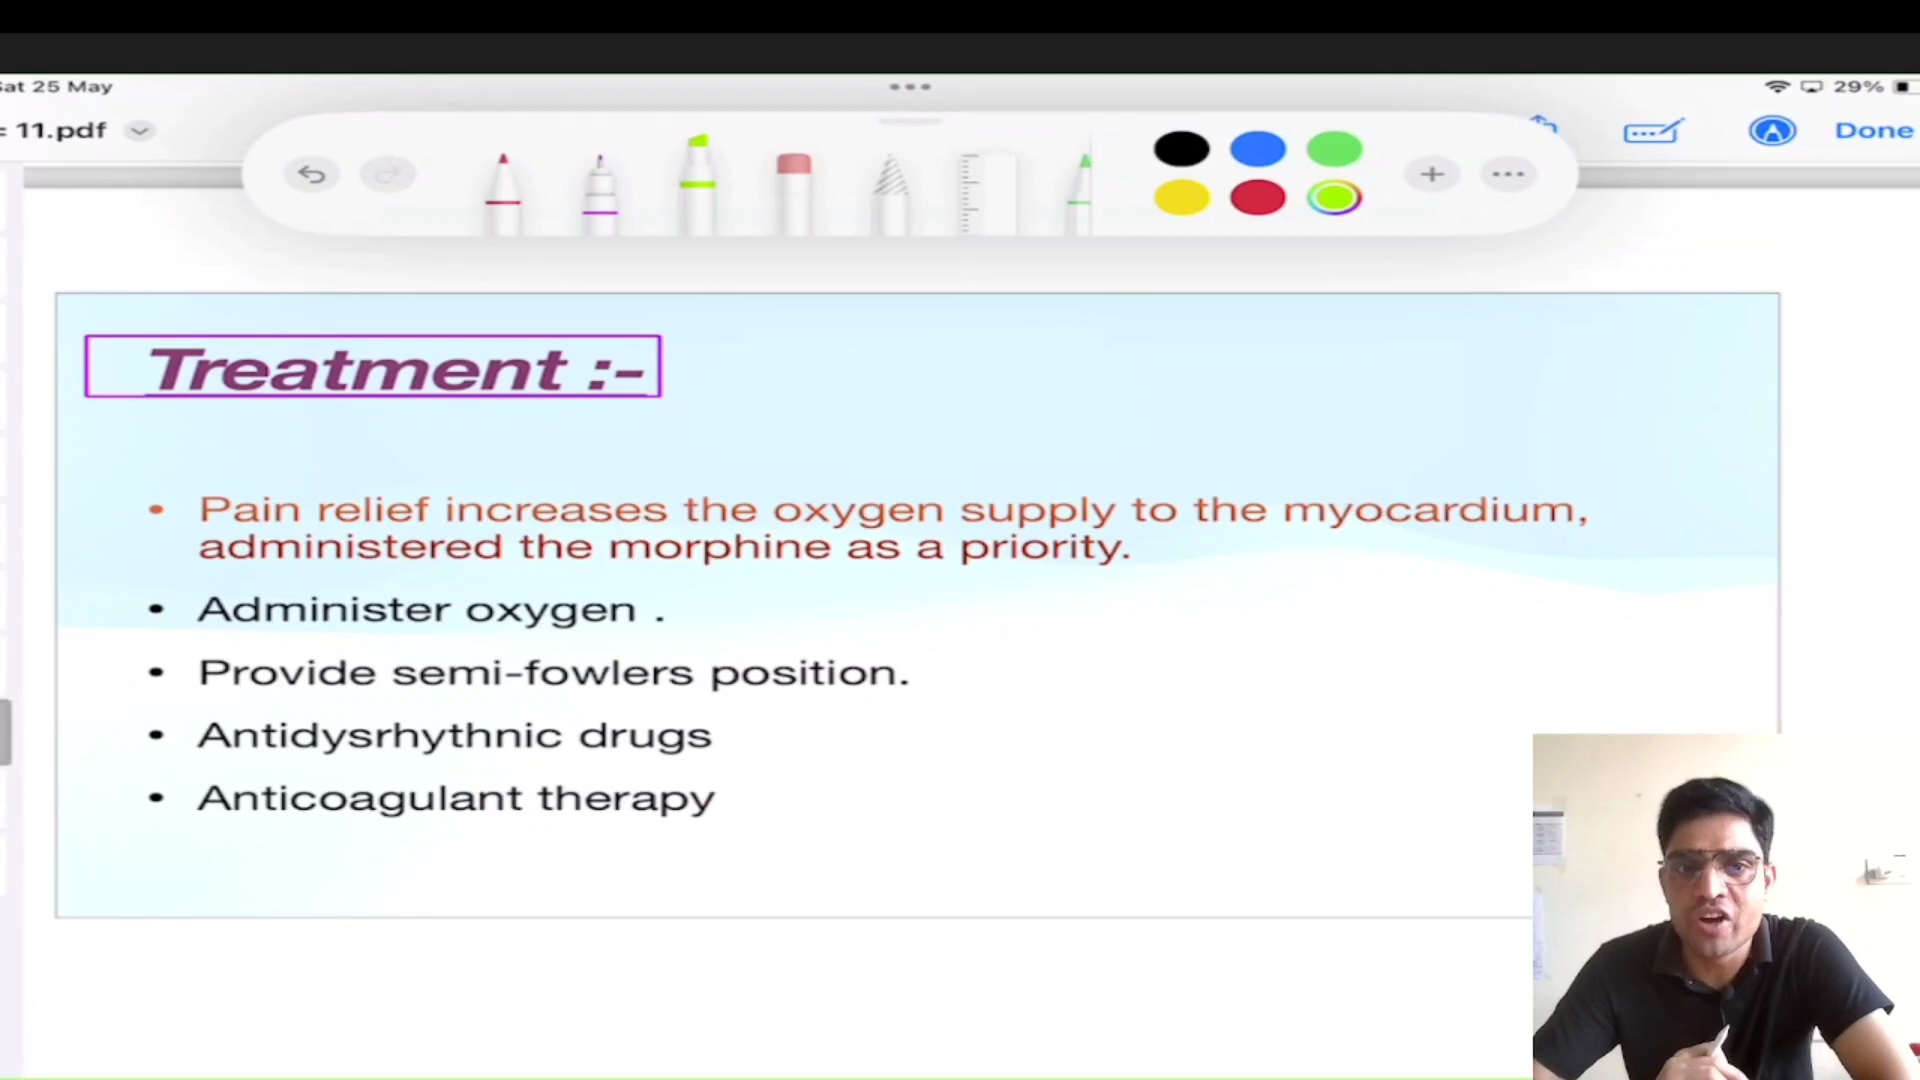 Sat 25 May
29%
11.pdf
Done
Treatment :-
• Pain relief increases the oxygen supply to the myocardium,
administered the morphine as a priority.
• Administer oxygen .
• Provide semi-fowlers position.
• Antidysrhythnic drugs
• Anticoagulant therapy